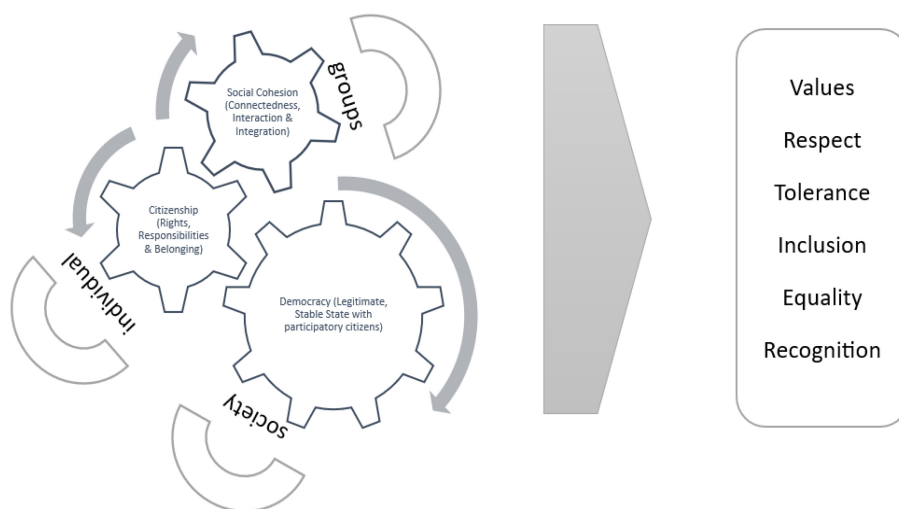 Social Cohesion
(Connectedness,
Interaction &
Integration)
groups
Citizenship
(Rights,
Responsibilities
& Belonging)
individual
Democracy (Legitimate,
Stable State with
participatory citizens)
society
Values
Respect
Tolerance
Inclusion
Equality
Recognition